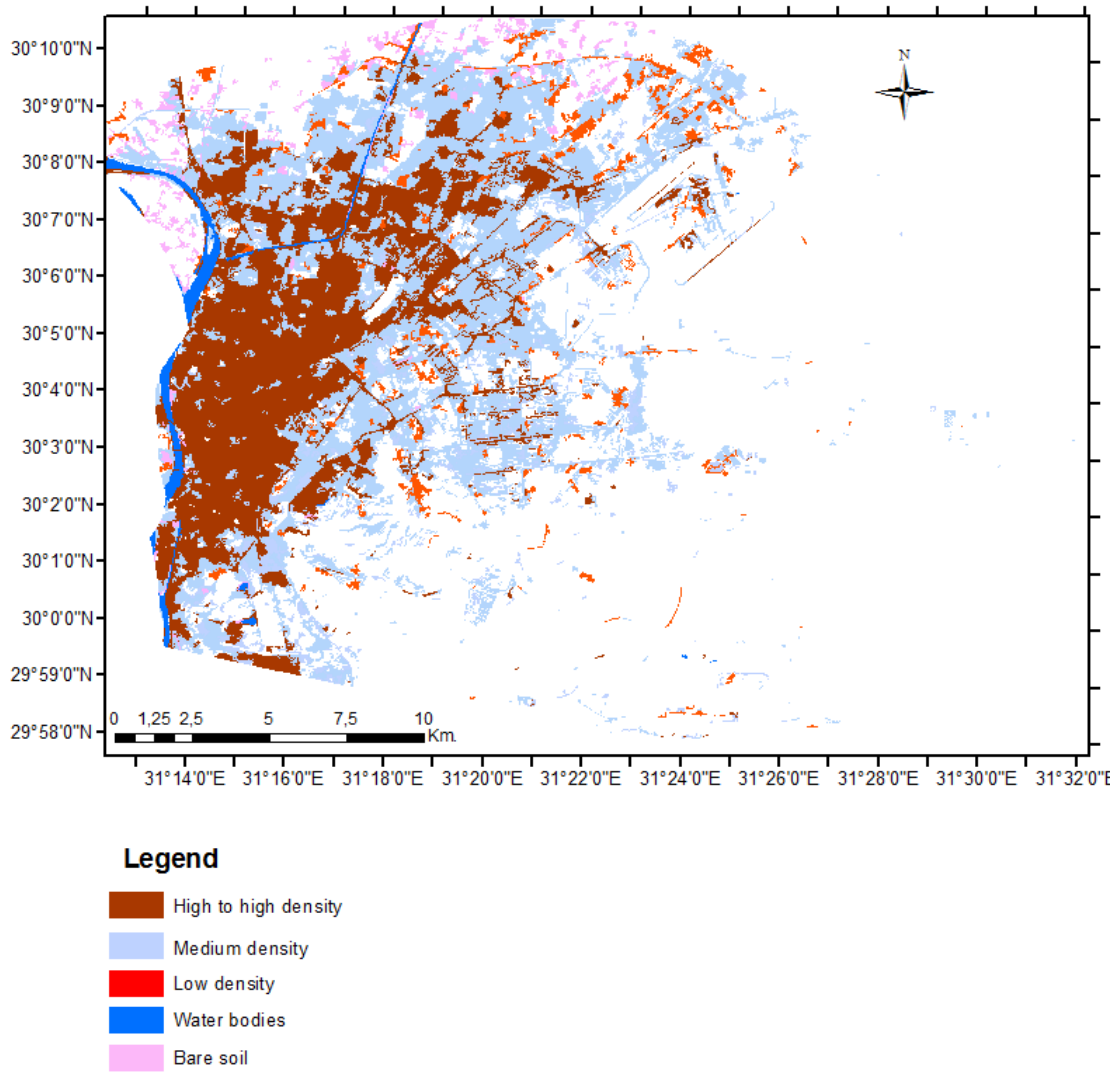 N
30°10'0"N
30°9'0"N
30°8'0"N
30°7'0"N
30°6'0"N
30°5'0"N
30°4'0"N
30°3'0"N
30°2'0"N
30°1'0"N
30°0'0"N
29°59'0"N
29°58'0"N
0 1,25 2,5 5 7,5 10
Km.
31°14'0"E 31°16'0"E 31°18'0"E 31°20'0"E 31°22'0"E 31°24'0"E 31°26'0"E 31°28'0"E 31°30'0"E 31°32'0"E
Legend
High to high density
Medium density
Low density
Water bodies
Bare soil